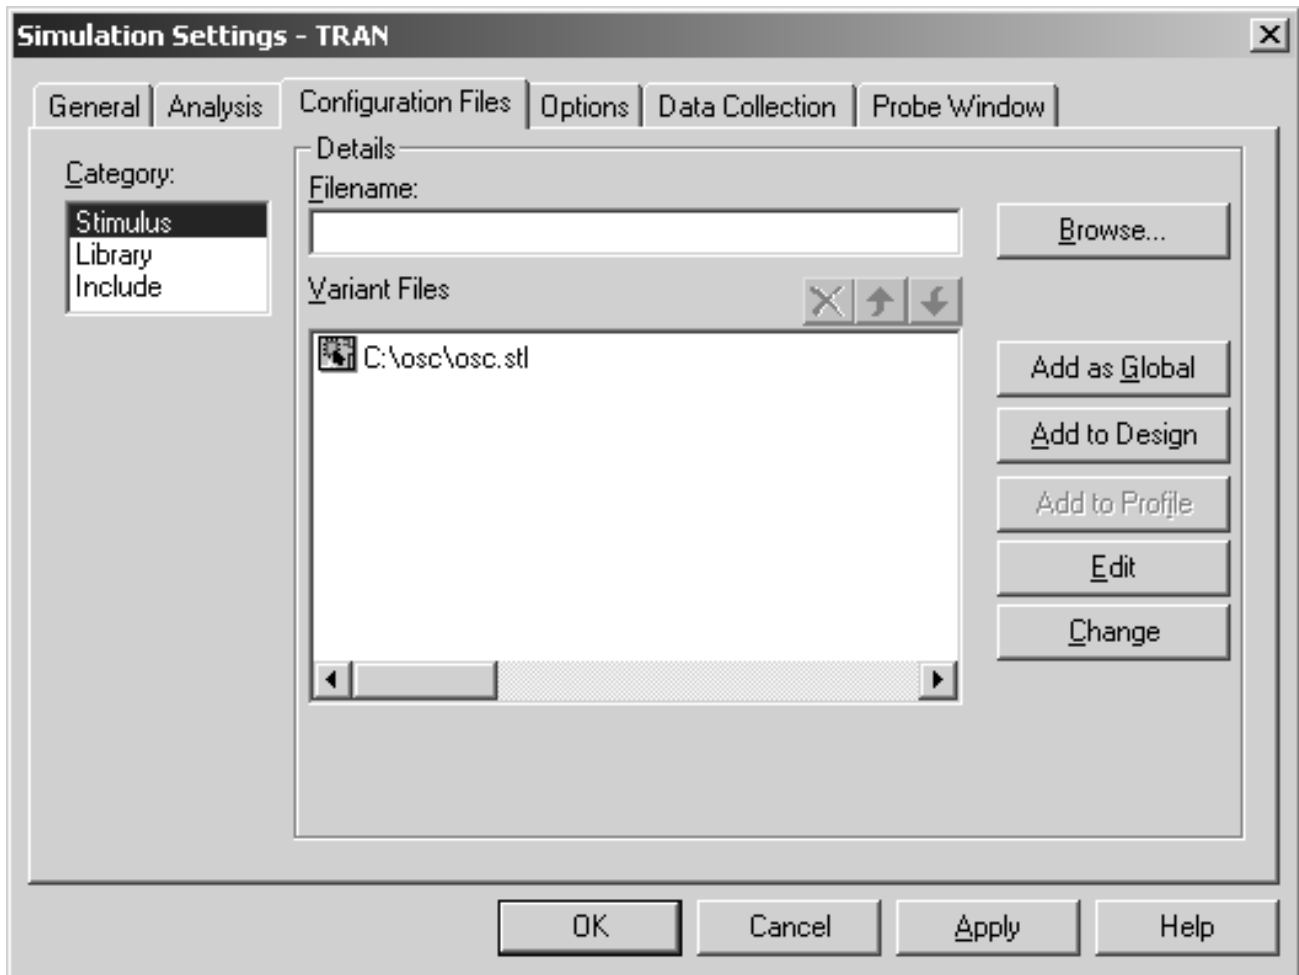 Simulation Settings - TRAN
General Analysis Configuration Files Options Data Collection Probe Window
Details
Category:
Filename:
Stimulus
Library
Include
Browse...
Variant Files
C:\osc\osc.stl
Add as Global
Add to Design
Add to Profile
Edit
Change
OK Cancel Apply Help